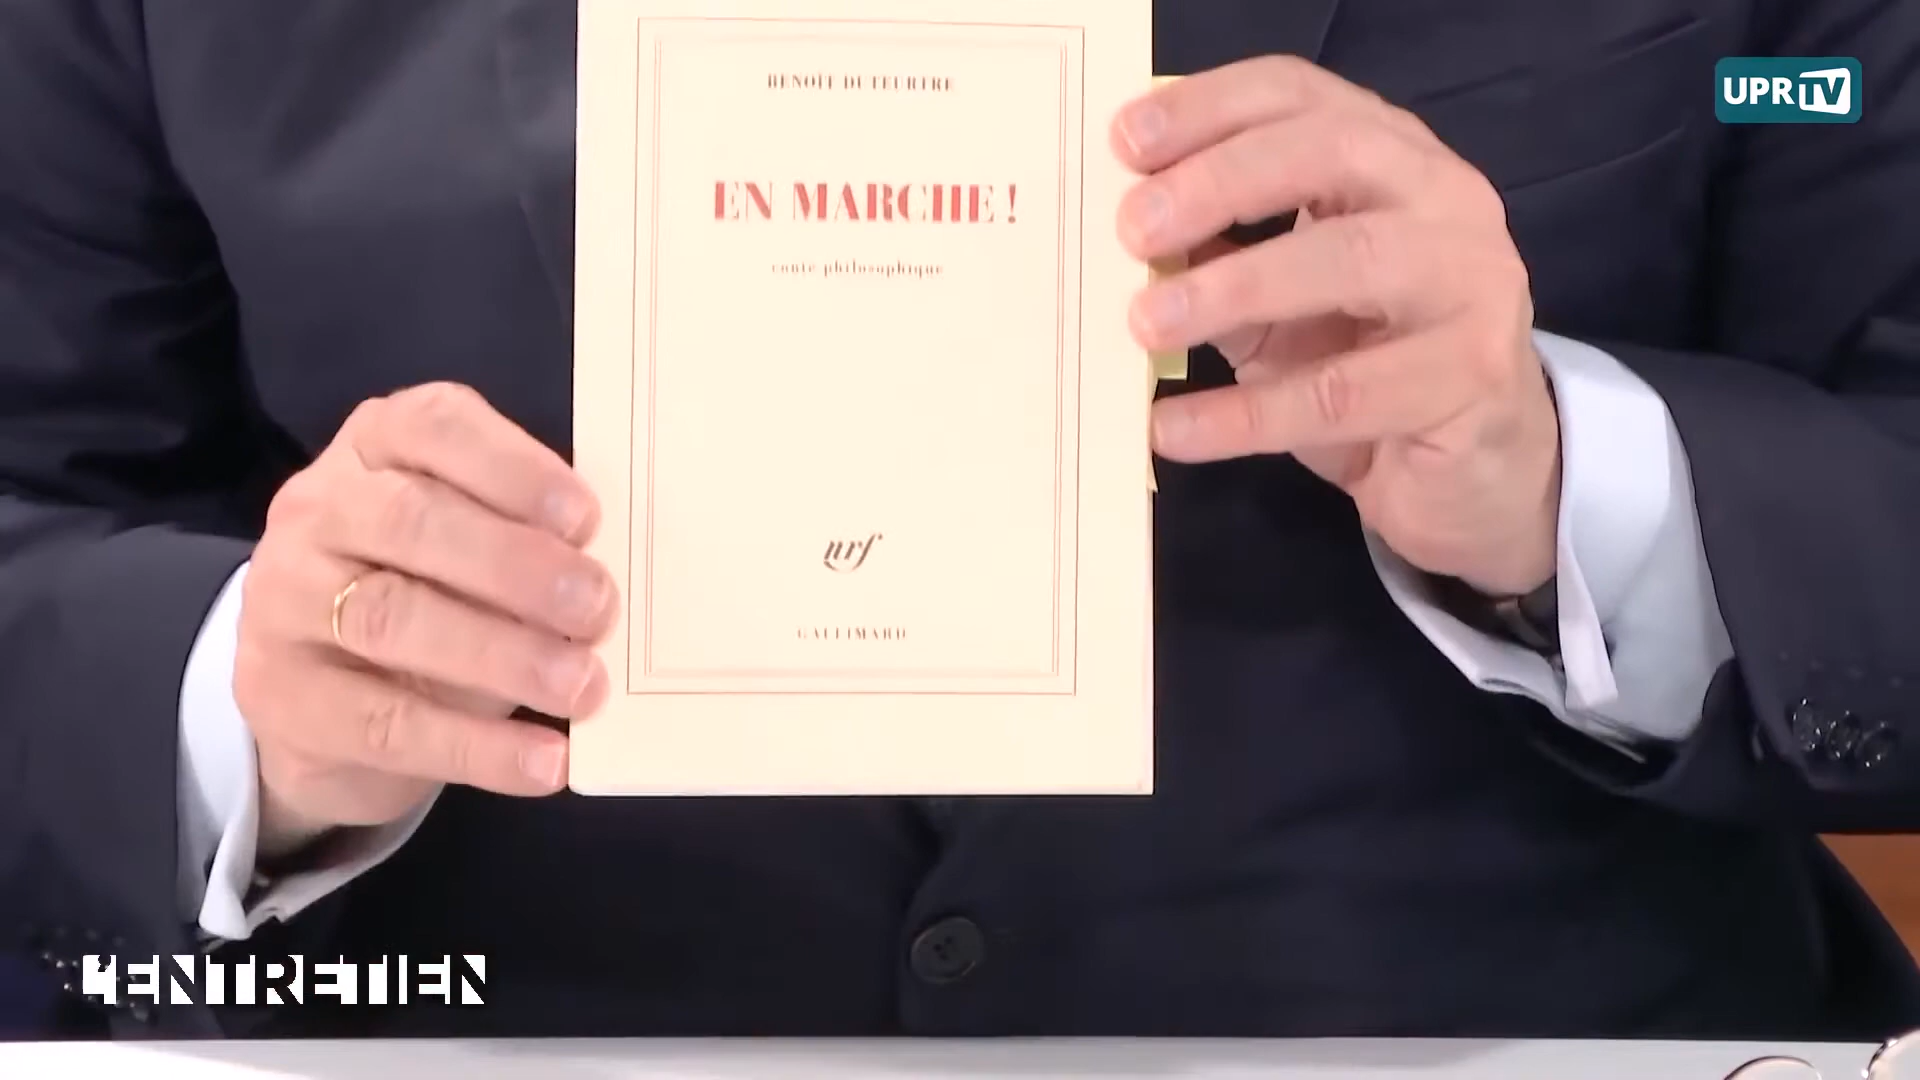 UPR TV
BENOÎT DUTEURTRE
EN MARCHE !
conte philosophique
nrf
GALLIMARD
L'ENTRETIEN